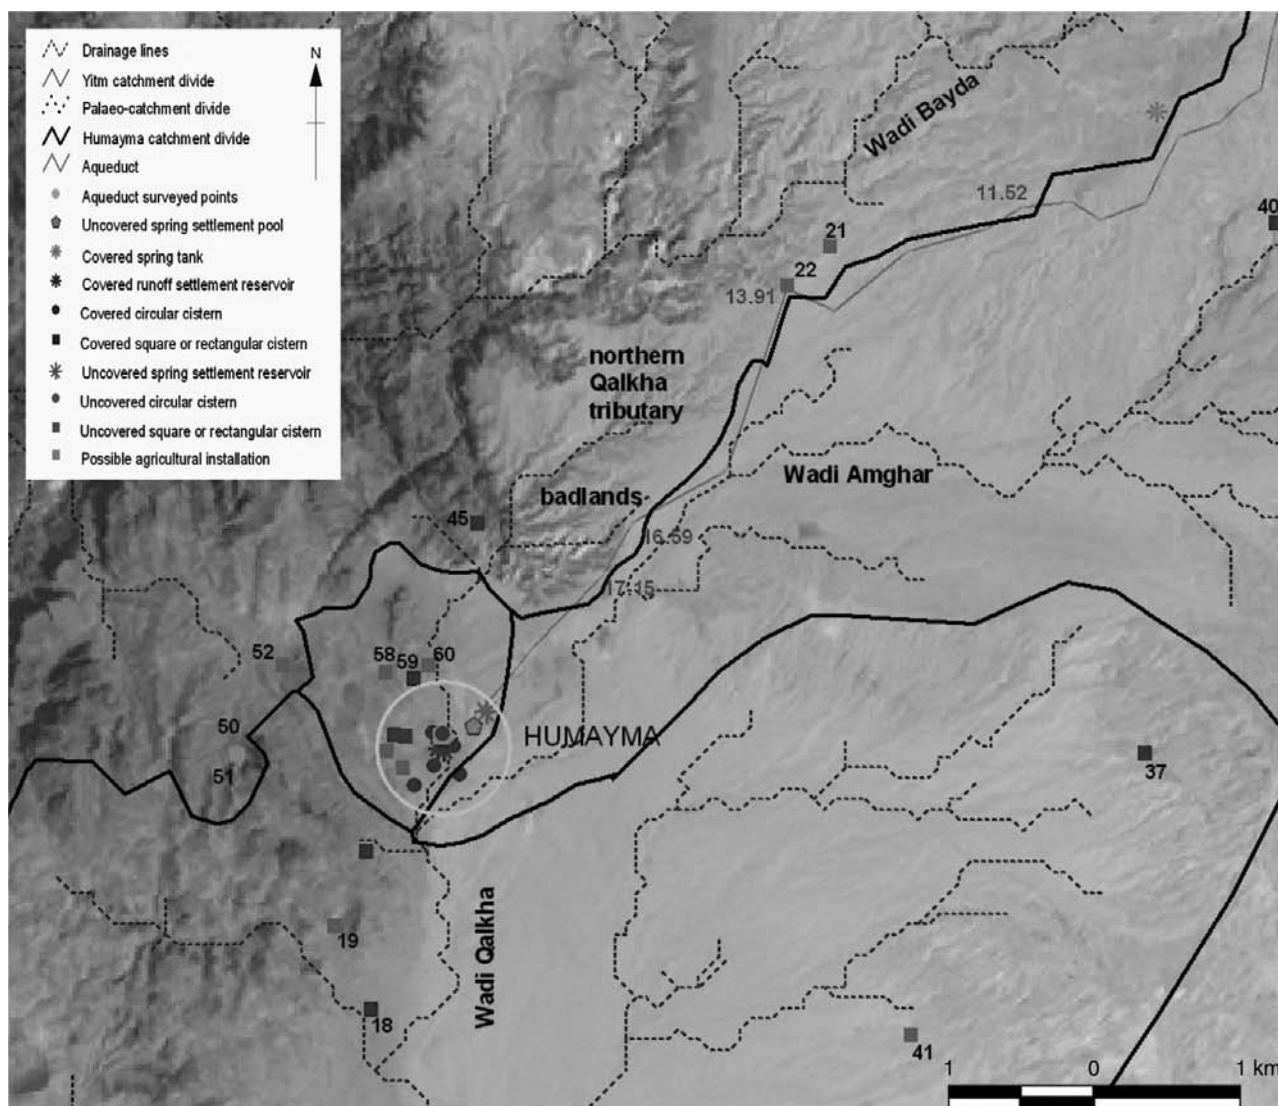 Drainage lines
Yitm catchment divide
Palaeo-catchment divide
Humayma catchment divide
Aqueduct
Aqueduct surveyed points
Uncovered spring settlement pool
Covered spring tank
Covered runoff settlement reservoir
Covered circular cistern
Covered square or rectangular cistern
Uncovered spring settlement reservoir
Uncovered circular cistern
Uncovered square or rectangular cistern
Possible agricultural installation
N
Wadi Bayda
11.52
40
21
22
13.91
northern
Qalkha
tributary
Wadi Amghar
badlands
45
16.59
17.15
52
58
59
60
50
51
HUMAYMA
37
19
18
Wadi Qalkha
41
1 0 1 km